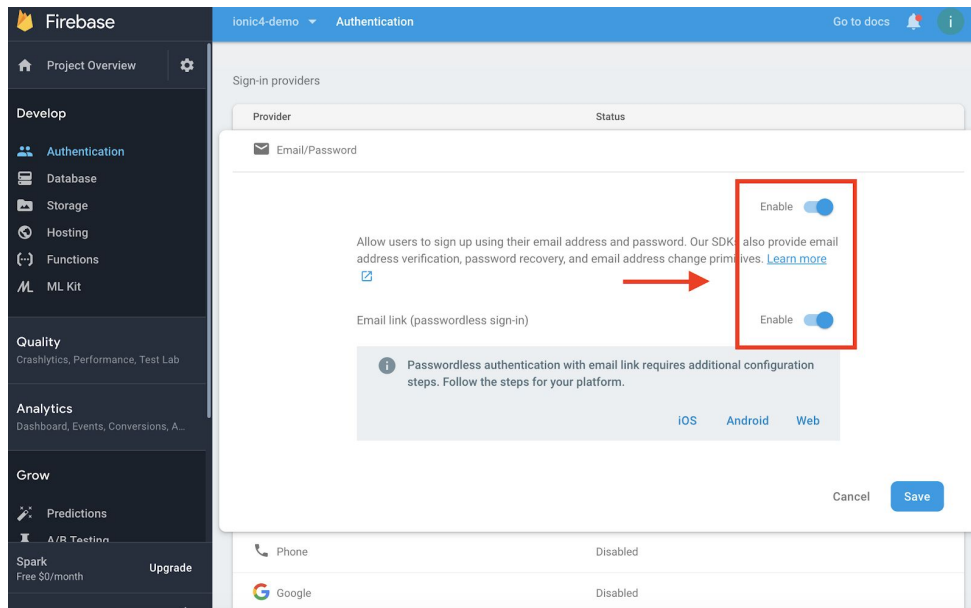 Firebase
Project Overview
Develop
Authentication
Database
Storage
Hosting
Functions
ML Kit
Quality
Crashlytics, Performance, Test Lab
Analytics
Dashboard, Events, Conversions, A...
Grow
Predictions
A/B Testing
Spark
Free $0/month
Upgrade
ionic4-demo
Authentication
Go to docs
i
Sign-in providers
Provider Status
Email/Password
Enable
Allow users to sign up using their email address and password. Our SDKs also provide email
address verification, password recovery, and email address change primitives. Learn more
Email link (passwordless sign-in) Enable
Passwordless authentication with email link requires additional configuration
steps. Follow the steps for your platform.
iOS Android Web
Cancel Save
Phone Disabled
Google Disabled